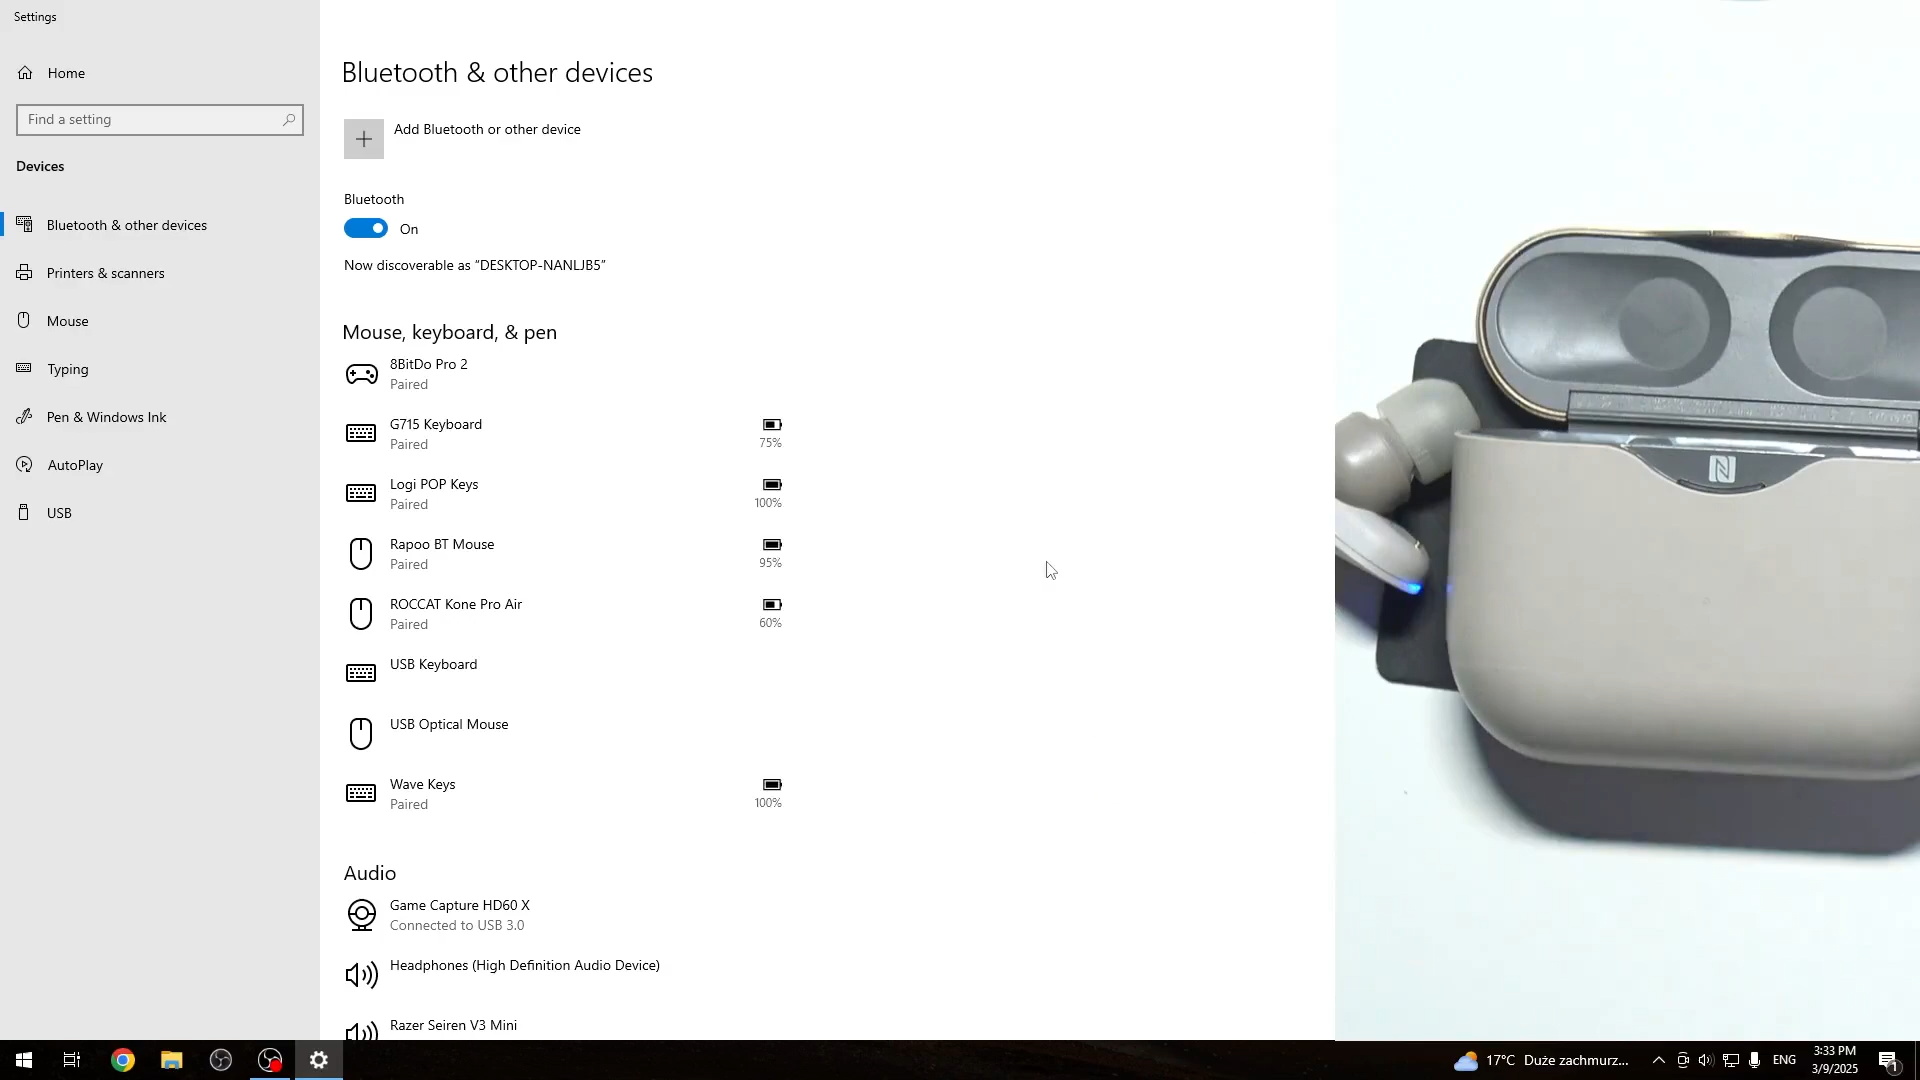 Settings
Home
Find a setting
Devices
Bluetooth & other devices
Printers & scanners
Mouse
Typing
Pen & Windows Ink
AutoPlay
USB
Bluetooth & other devices
Add Bluetooth or other device
Bluetooth
On
Now discoverable as “DESKTOP-NANLJB5”
Mouse, keyboard, & pen
8BitDo Pro 2
Paired
G715 Keyboard
Paired
75%
Logi POP Keys
Paired
100%
Rapoo BT Mouse
Paired
95%
ROCCAT Kone Pro Air
Paired
60%
USB Keyboard
USB Optical Mouse
Wave Keys
Paired
100%
Audio
Game Capture HD60 X
Connected to USB 3.0
Headphones (High Definition Audio Device)
Razer Seiren V3 Mini
17°C Duże zachmurz...
ENG
3:33 PM
3/9/2025
1